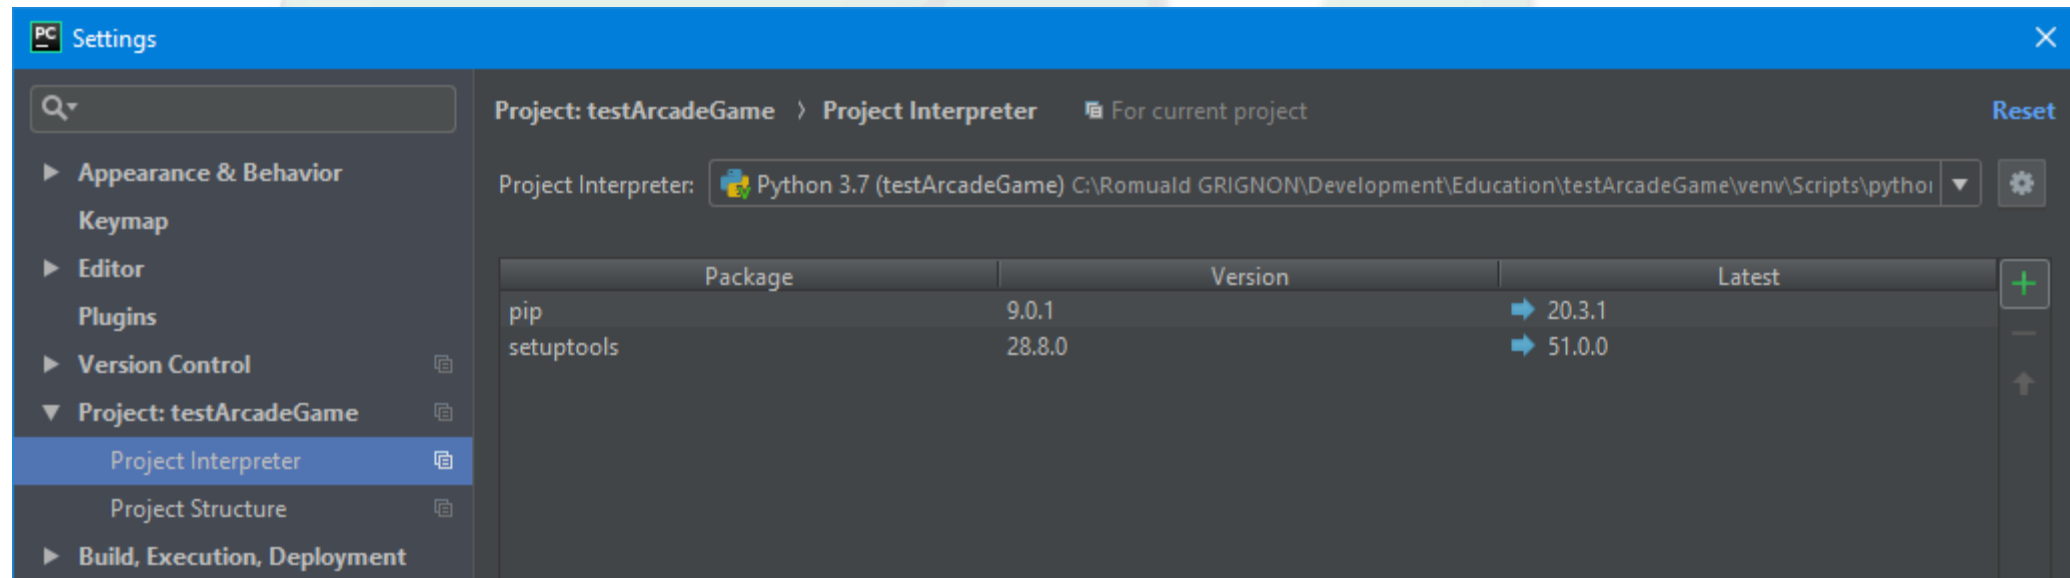 PC Settings
Project: testArcadeGame > Project Interpreter For current project Reset
Appearance & Behavior
Project Interpreter: Python 3.7 (testArcadeGame) C:\Romuald GRIGNON\Development\Education\testArcadeGame\venv\Scripts\pytho
Keymap
Editor
Package Version Latest
Plugins
pip 9.0.1 20.3.1
setuptools 28.8.0 51.0.0
Version Control
Project: testArcadeGame
Project Interpreter
Project Structure
Build, Execution, Deployment